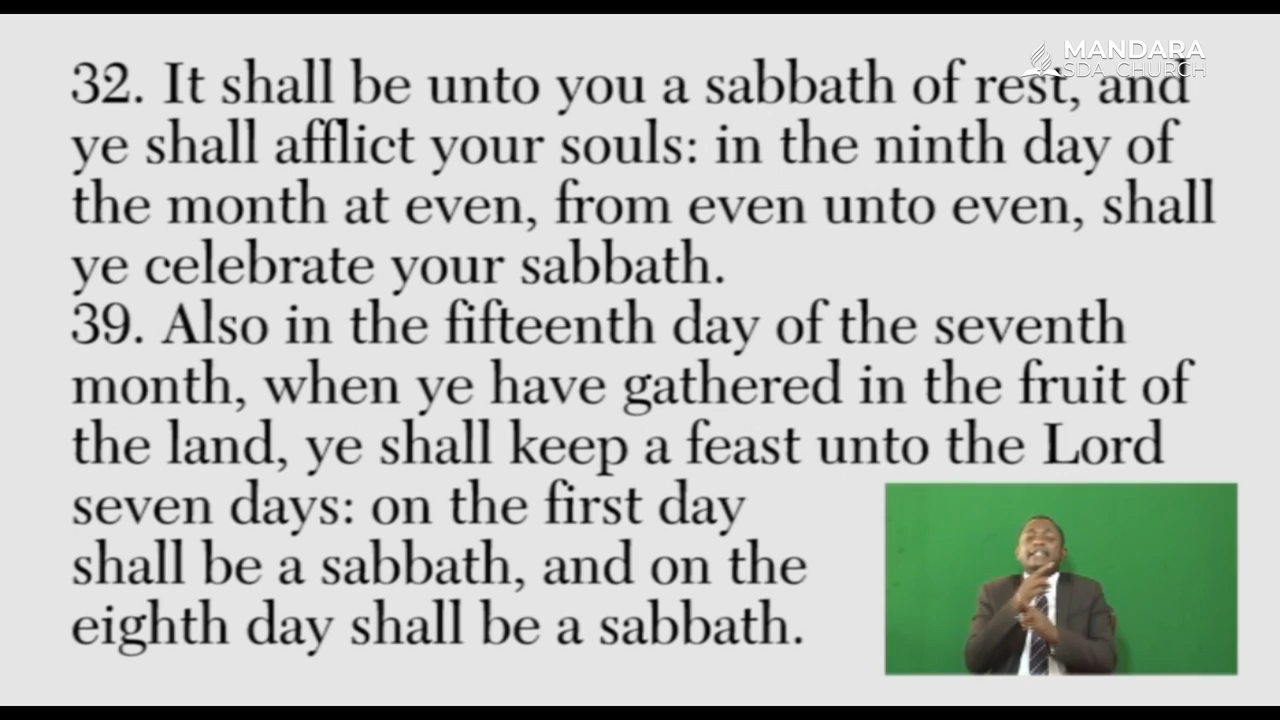 MANDARA
SDA CHURCH
32. It shall be unto you a sabbath of rest, and
ye shall afflict your souls: in the ninth day of
the month at even, from even unto even, shall
ye celebrate your sabbath.
39. Also in the fifteenth day of the seventh
month, when ye have gathered in the fruit of
the land, ye shall keep a feast unto the Lord
seven days: on the first day
shall be a sabbath, and on the
eighth day shall be a sabbath.